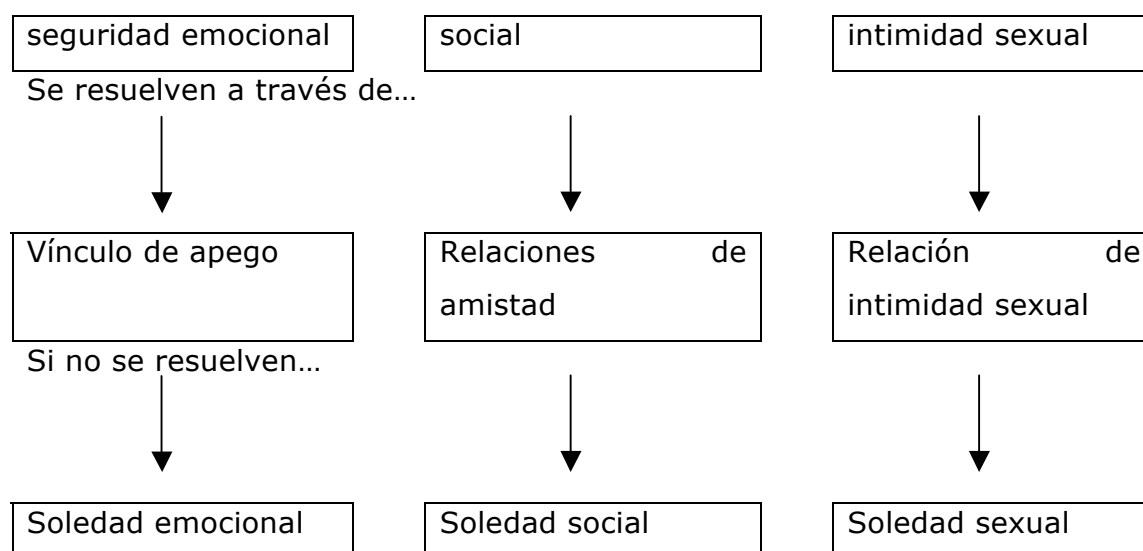 seguridad emocional
social
intimidad sexual
Se resuelven a través de…
Vínculo de apego
Relaciones de
amistad
Relación de
intimidad sexual
Si no se resuelven…
Soledad emocional
Soledad social
Soledad sexual